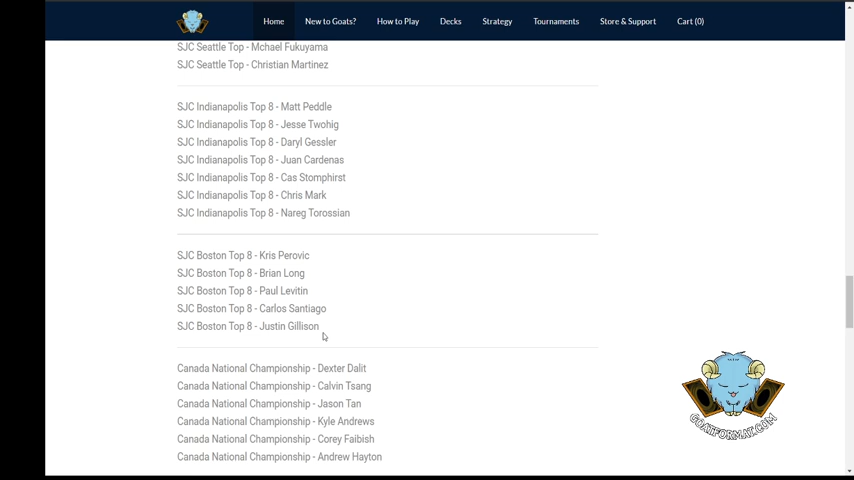 Home New to Goats? How to Play Decks Strategy Tournaments Store & Support Cart (0)
SJC Seattle Top - Mchael Fukuyama
SJC Seattle Top - Christian Martinez
SJC Indianapolis Top 8 - Matt Peddle
SJC Indianapolis Top 8 - Jesse Twohig
SJC Indianapolis Top 8 - Daryl Gessler
SJC Indianapolis Top 8 - Juan Cardenas
SJC Indianapolis Top 8 - Cas Stomphirst
SJC Indianapolis Top 8 - Chris Mark
SJC Indianapolis Top 8 - Nareg Torossian
SJC Boston Top 8 - Kris Perovic
SJC Boston Top 8 - Brian Long
SJC Boston Top 8 - Paul Levitin
SJC Boston Top 8 - Carlos Santiago
SJC Boston Top 8 - Justin Gillison
Canada National Championship - Dexter Dalit
Canada National Championship - Calvin Tsang
Canada National Championship - Jason Tan
Canada National Championship - Kyle Andrews
Canada National Championship - Corey Faibish
Canada National Championship - Andrew Hayton
GOATFORMAT.COM